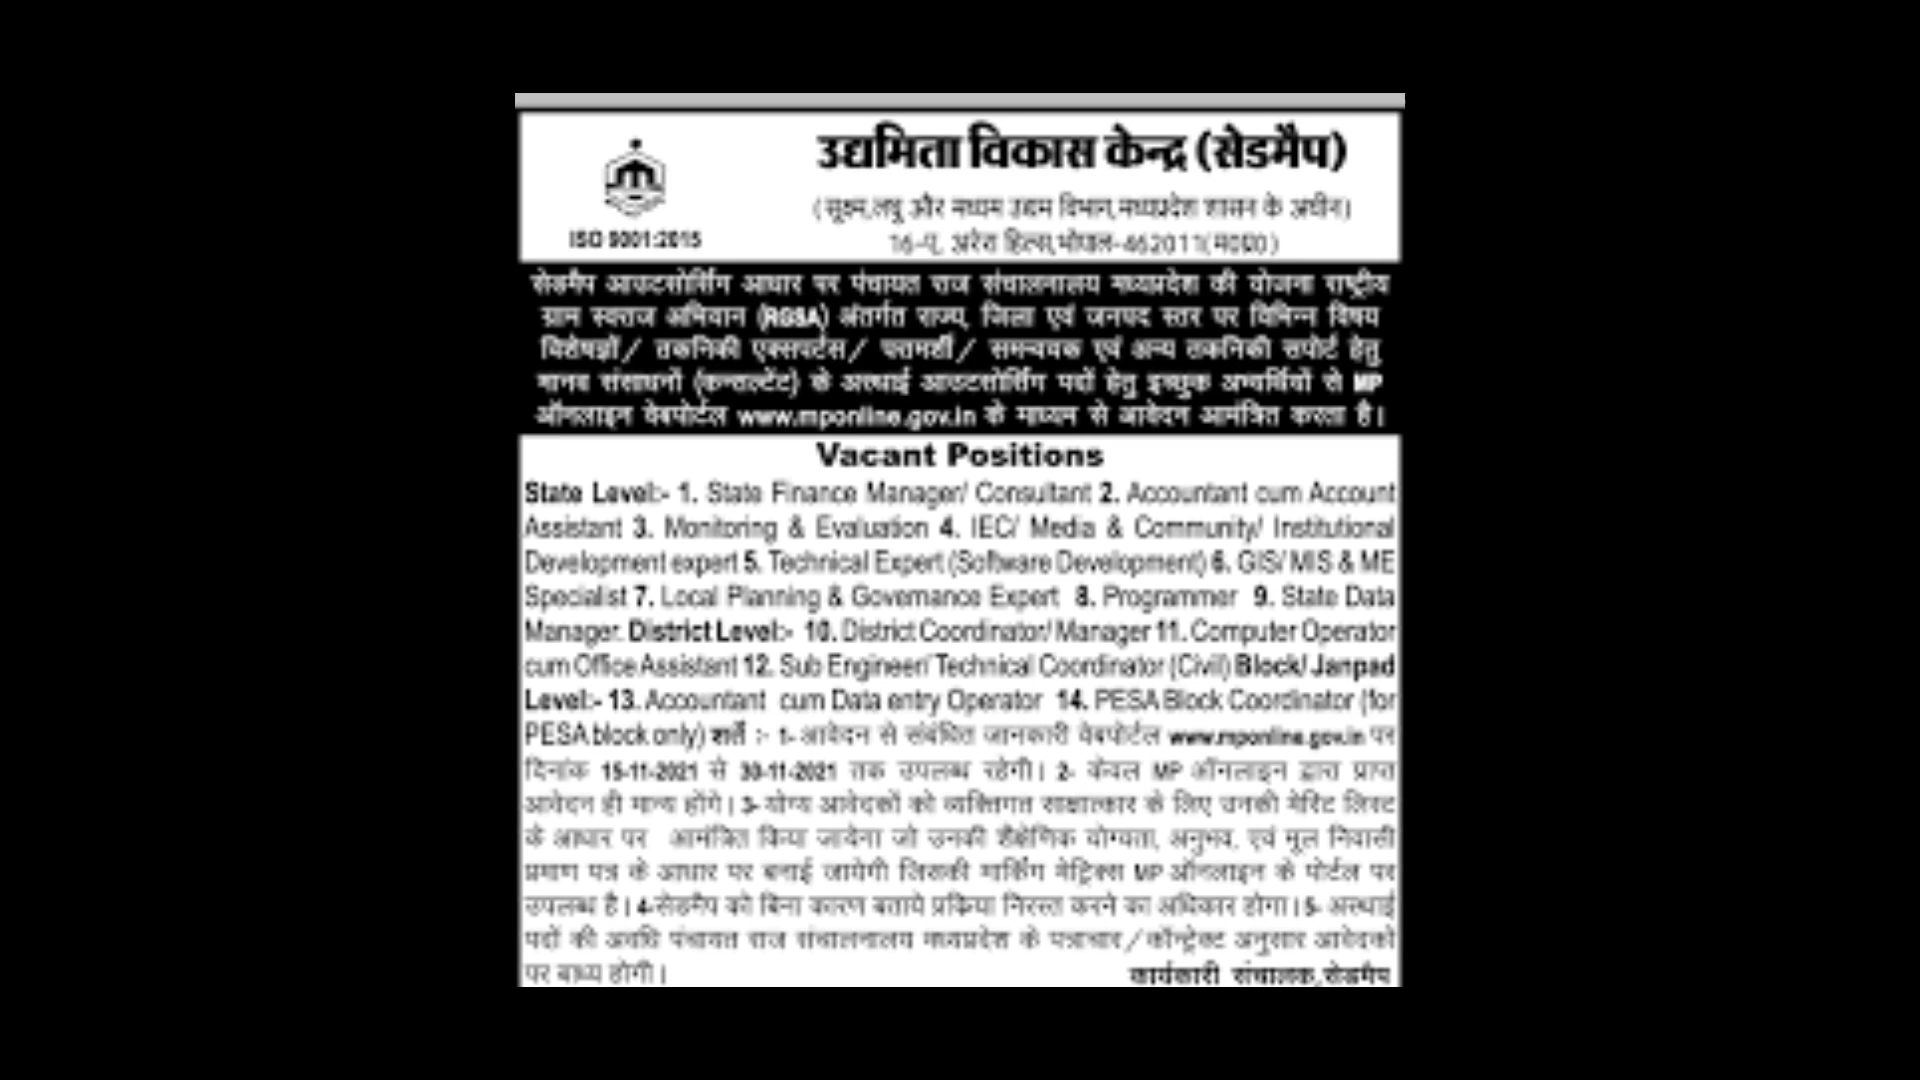 उद्यमिता विकास केन्द्र (सेडमैप)
(सूक्ष्म,लघु और मध्यम उद्यम विभाग,मध्यप्रदेश शासन के अधीन)
ISO 9001:2015
16-ए, अरेरा हिल्स,भोपाल-462011(म0प्र0)
सेडमैप आउटसोर्सिंग आधार पर पंचायत राज संचालनालय मध्यप्रदेश की योजना राष्ट्रीय
ग्राम स्वराज अभियान (RGSA) अंतर्गत राज्य, जिला एवं जनपद स्तर पर विभिन्न विषय
विशेषज्ञों/ तकनिकी एक्सपर्टस/ परामर्शी/ समन्वयक एवं अन्य तकनिकी सपोर्ट हेतु
मानव संसाधनों (कन्सल्टेंट) के अस्थाई आउटसोर्सिंग पदों हेतु इच्छुक अभ्यर्थियों से MP
ऑनलाइन वेबपोर्टल www.mponline.gov.in के माध्यम से आवेदन आमंत्रित करता है।
Vacant Positions
State Level:- 1. State Finance Manager/ Consultant 2. Accountant cum Account
Assistant 3. Monitoring & Evaluation 4. IEC/ Media & Community/ Institutional
Development expert 5. Technical Expert (Software Development) 6. GIS/ MIS & ME
Specialist 7. Local Planning & Governance Expert 8. Programmer 9. State Data
Manager. District Level:- 10. District Coordinator/ Manager 11. Computer Operator
cum Office Assistant 12. Sub Engineer/ Technical Coordinator (Civil) Block/ Janpad
Level:- 13. Accountant cum Data entry Operator 14. PESA Block Coordinator (for
PESA block only) शर्ते :- 1- आवेदन से संबंधित जानकारी वेबपोर्टल www.mponline.gov.in पर
दिनांक 15-11-2021 से 30-11-2021 तक उपलब्ध रहेगी। 2- केवल MP ऑनलाइन द्वारा प्राप्त
आवेदन ही मान्य होंगे। 3- योग्य आवेदकों को व्यक्तिगत साक्षात्कार के लिए उनकी मेरिट लिस्ट
के आधार पर आमंत्रित किया जायेगा जो उनकी शैक्षेणिक योग्यता, अनुभव, एवं मूल निवासी
प्रमाण पत्र के आधार पर बनाई जायेगी जिसकी मार्किंग मेट्रिक्स MP ऑनलाइन के पोर्टल पर
उपलब्ध है। 4-सेडमैप को बिना कारण बताये प्रक्रिया निरस्त करने का अधिकार होगा। 5- अस्थाई
पदों की अवधि पंचायत राज संचालनालय मध्यप्रदेश के पत्राचार/कॉन्ट्रेक्ट अनुसार आवेदको
पर बाध्य होगी।
कार्यकारी संचालक,सेडमैप